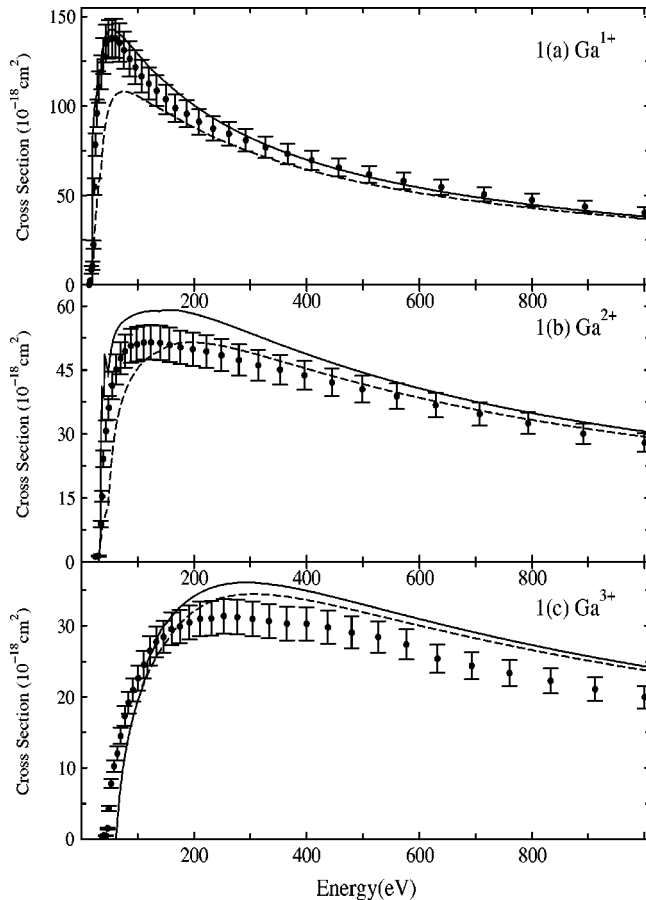 150
100
50
0
Cross Section (10⁻¹⁸cm²)
1(a) Ga¹⁺
200 400 600 800
60
45
30
15
0
Cross Section (10⁻¹⁸cm²)
1(b) Ga²⁺
200 400 600 800
30
20
10
0
Cross Section (10⁻¹⁸cm²)
1(c) Ga³⁺
0 200 400 600 800
Energy(eV)